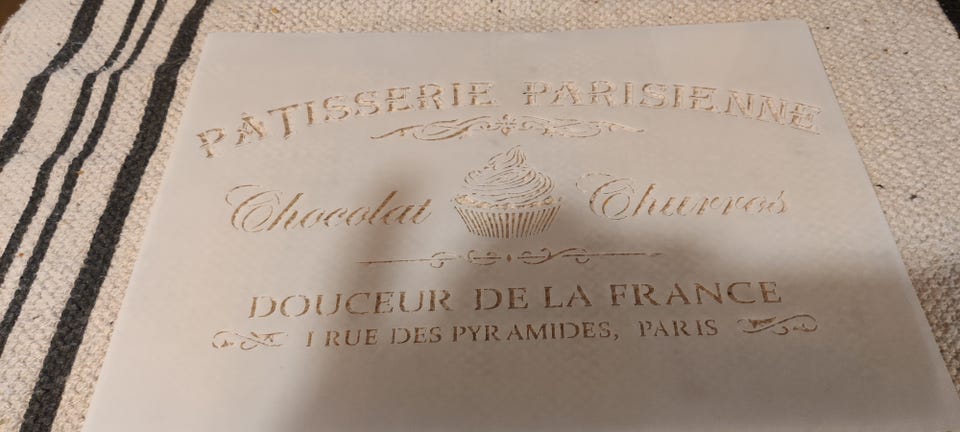 PÂTISSERIE PARISIENNE
Chocolat Churros
DOUCEUR DE LA FRANCE
1 RUE DES PYRAMIDES, PARIS